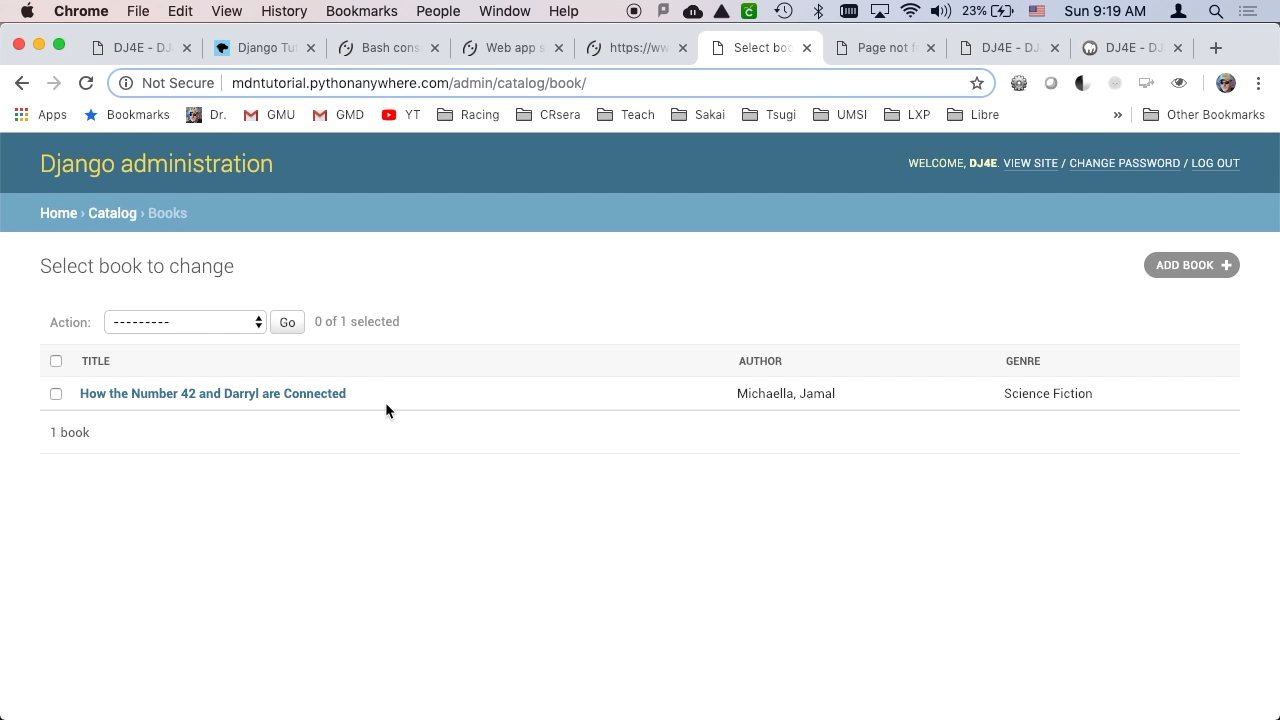 Chrome File Edit View History Bookmarks People Window Help 23% Sun 9:19 AM
DJ4E - DJ Django Tut Bash cons Web app s https://ww Select boo Page not f DJ4E - DJ DJ4E - DJ
Not Secure mdntutorial.pythonanywhere.com/admin/catalog/book/
Apps Bookmarks Dr. GMU GMD YT Racing CRsera Teach Sakai Tsugi UMSI LXP Libre » Other Bookmarks
Django administration
WELCOME, DJ4E. VIEW SITE / CHANGE PASSWORD / LOG OUT
Home › Catalog › Books
Select book to change
ADD BOOK +
Action: --------- Go 0 of 1 selected
TITLE AUTHOR GENRE
How the Number 42 and Darryl are Connected Michaella, Jamal Science Fiction
1 book